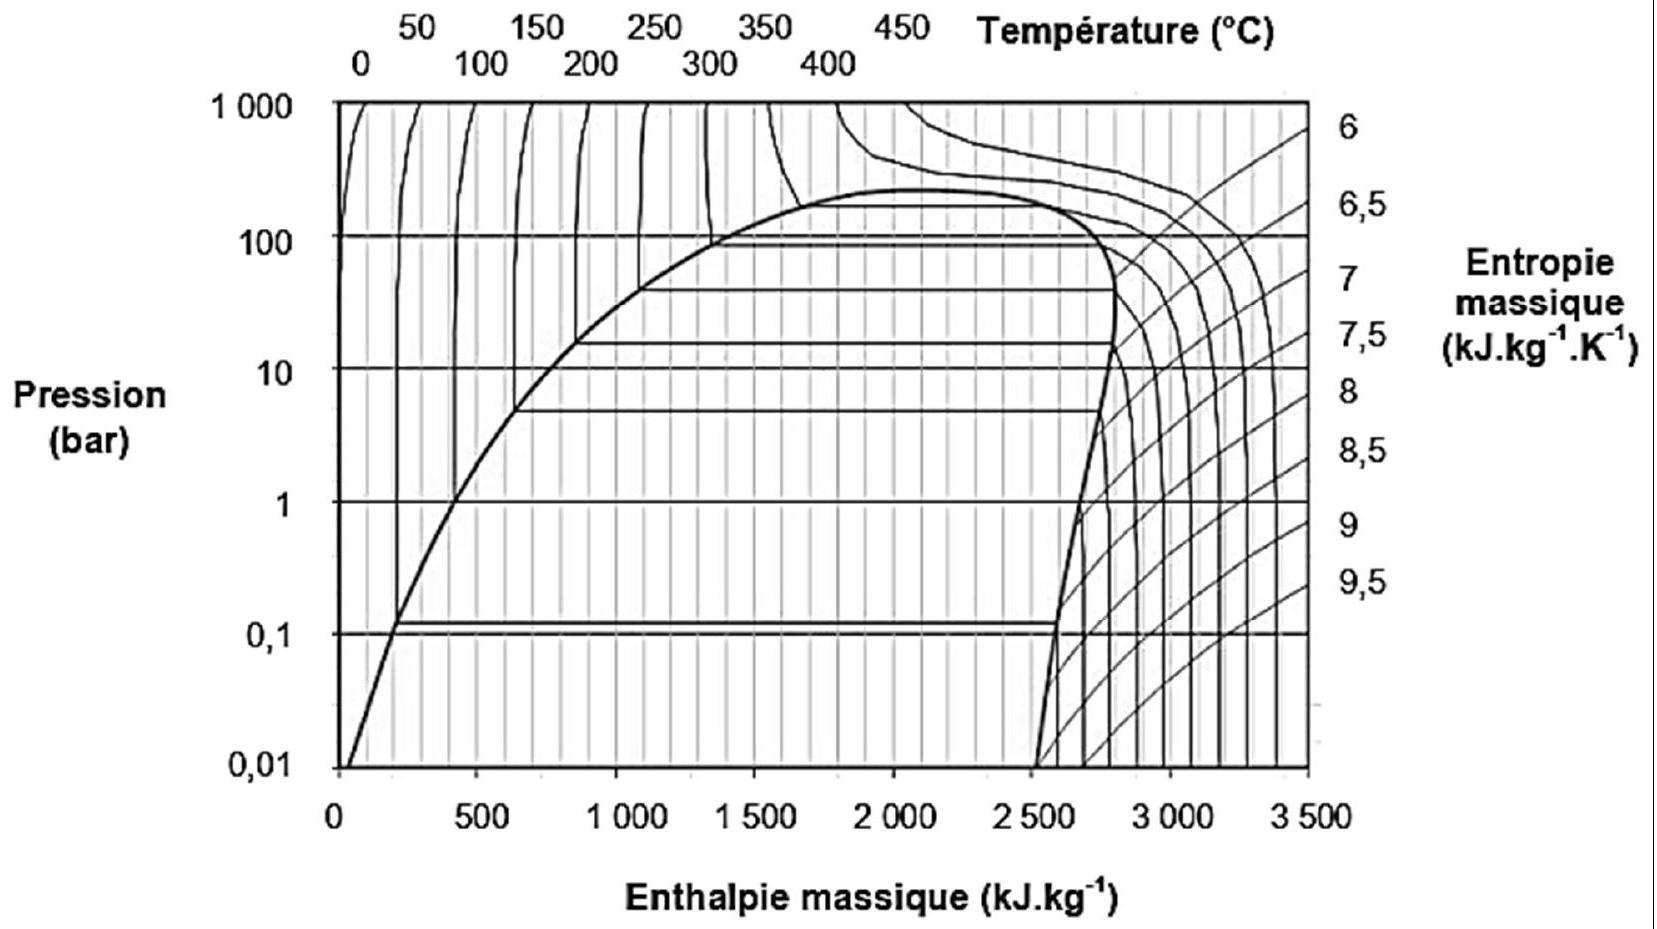 50 150 250 350 450 Température (°C)
0 100 200 300 400
1 000
100
10
1
0,1
0,01
Pression
(bar)
6
6,5
7
7,5
8
8,5
9
9,5
Entropie
massique
(kJ.kg⁻¹.K⁻¹)
0 500 1 000 1 500 2 000 2 500 3 000 3 500
Enthalpie massique (kJ.kg⁻¹)